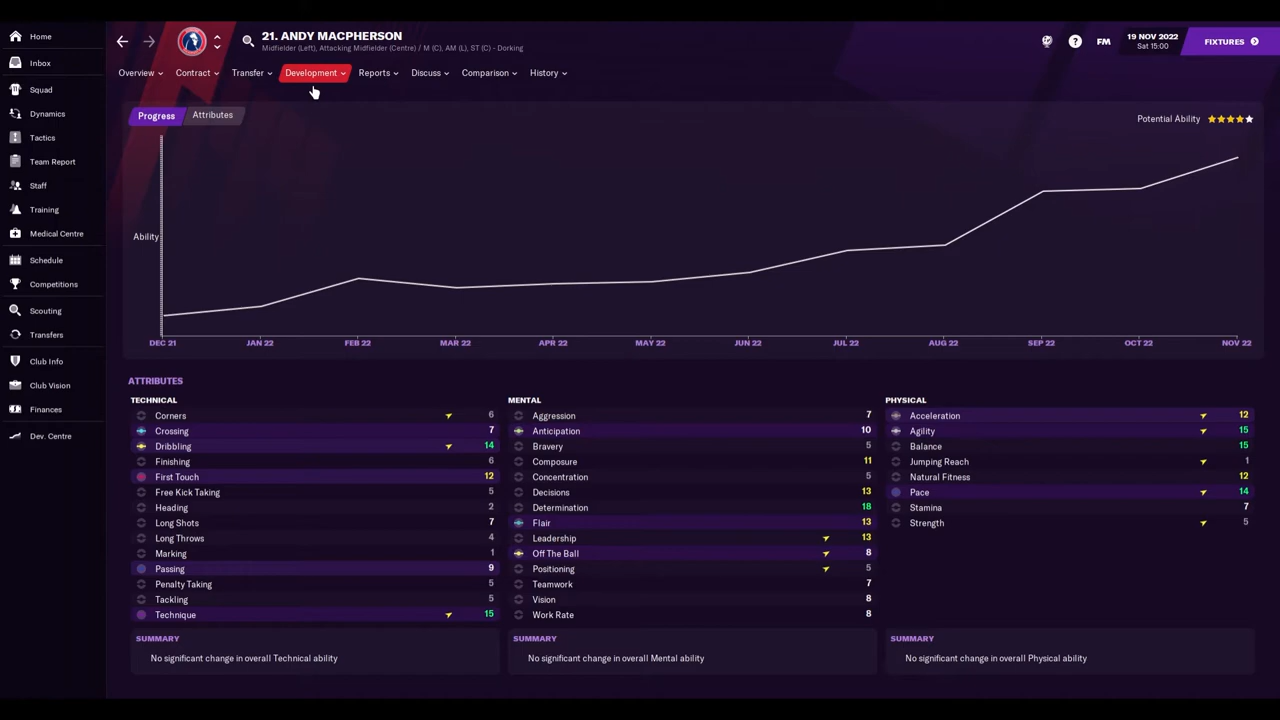 Home
21. ANDY MACPHERSON
Midfielder (Left), Attacking Midfielder (Centre) / M (C), AM (L), ST (C) - Dorking
FM
19 NOV 2022
Sat 15:00
FIXTURES
Inbox
Squad
Dynamics
Tactics
Team Report
Staff
Training
Medical Centre
Schedule
Competitions
Scouting
Transfers
Club Info
Club Vision
Finances
Dev. Centre
Overview Contract Transfer Development Reports Discuss Comparison History
Progress Attributes
Potential Ability
Ability
DEC 21 JAN 22 FEB 22 MAR 22 APR 22 MAY 22 JUN 22 JUL 22 AUG 22 SEP 22 OCT 22 NOV 22
ATTRIBUTES
TECHNICAL
Corners 6
Crossing 7
Dribbling 14
Finishing 6
First Touch 12
Free Kick Taking 5
Heading 2
Long Shots 7
Long Throws 4
Marking 1
Passing 9
Penalty Taking 5
Tackling 5
Technique 15
SUMMARY
No significant change in overall Technical ability
MENTAL
Aggression 7
Anticipation 10
Bravery 5
Composure 11
Concentration 5
Decisions 13
Determination 18
Flair 13
Leadership 13
Off The Ball 8
Positioning 5
Teamwork 7
Vision 8
Work Rate 8
SUMMARY
No significant change in overall Mental ability
PHYSICAL
Acceleration 12
Agility 15
Balance 15
Jumping Reach 1
Natural Fitness 12
Pace 14
Stamina 7
Strength 5
SUMMARY
No significant change in overall Physical ability